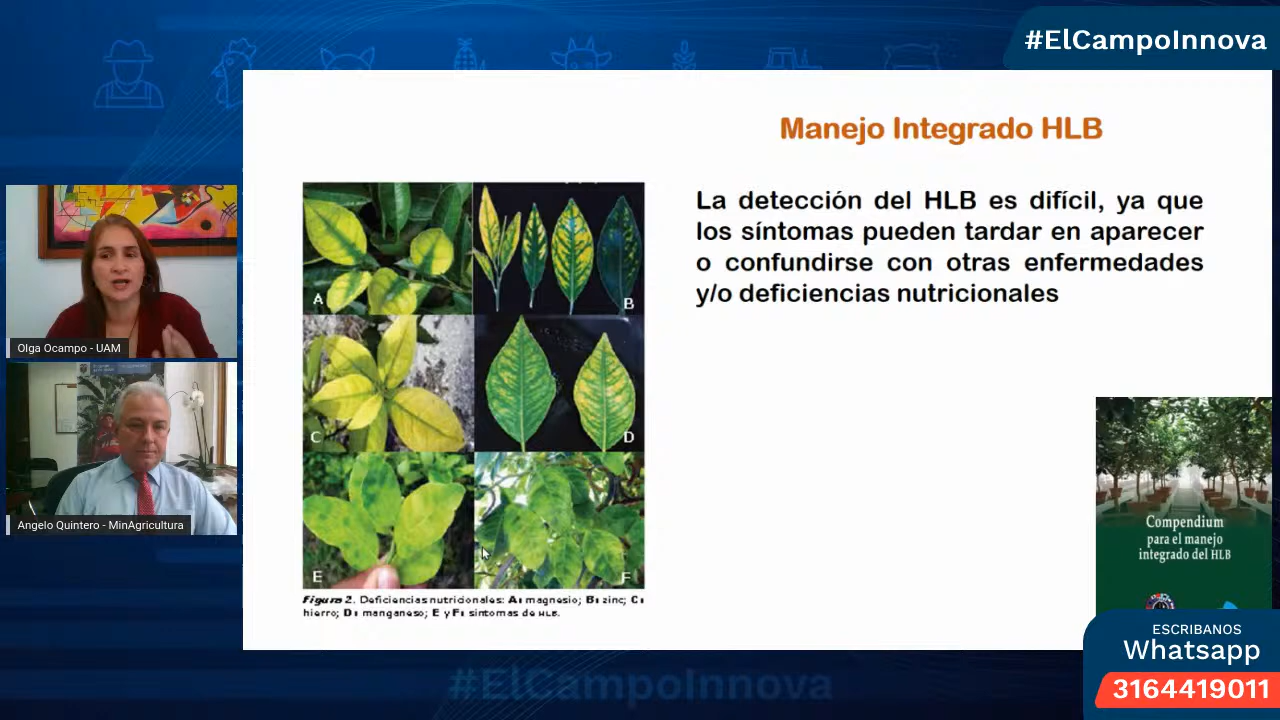 #ElCampoInnova
Manejo Integrado HLB
La detección del HLB es difícil, ya que
los síntomas pueden tardar en aparecer
o confundirse con otras enfermedades
y/o deficiencias nutricionales
A
B
C
D
E
F
Figura 2. Deficiencias nutricionales: A: magnesio; B: zinc; C:
hierro; D: manganeso; E y F: síntomas de HLB.
Olga Ocampo - UAM
Angelo Quintero - MinAgricultura
Compendium
para el manejo
integrado del HLB
ESCRIBANOS
Whatsapp
3164419011
#ElCampoInnova